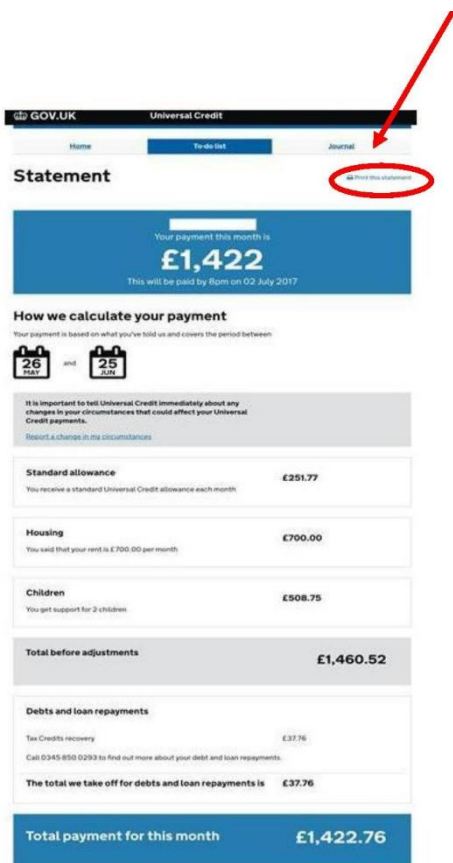 GOV.UK Universal Credit
Home To-do list Journal
Statement
Print this statement
Your payment this month is
£1,422
This will be paid by 8pm on 02 July 2017
How we calculate your payment
Your payment is based on what you've told us and covers the period between
26 MAY and 25 JUN
It is important to tell Universal Credit immediately about any
changes in your circumstances that could affect your Universal
Credit payments.
Report a change in my circumstances
Standard allowance £251.77
You receive a standard Universal Credit allowance each month
Housing £700.00
You said that your rent is £700.00 per month
Children £508.75
You get support for 2 children
Total before adjustments £1,460.52
Debts and loan repayments
Tax Credits recovery £37.76
Call 0345 850 0293 to find out more about your debt and loan repayments.
The total we take off for debts and loan repayments is £37.76
Total payment for this month £1,422.76